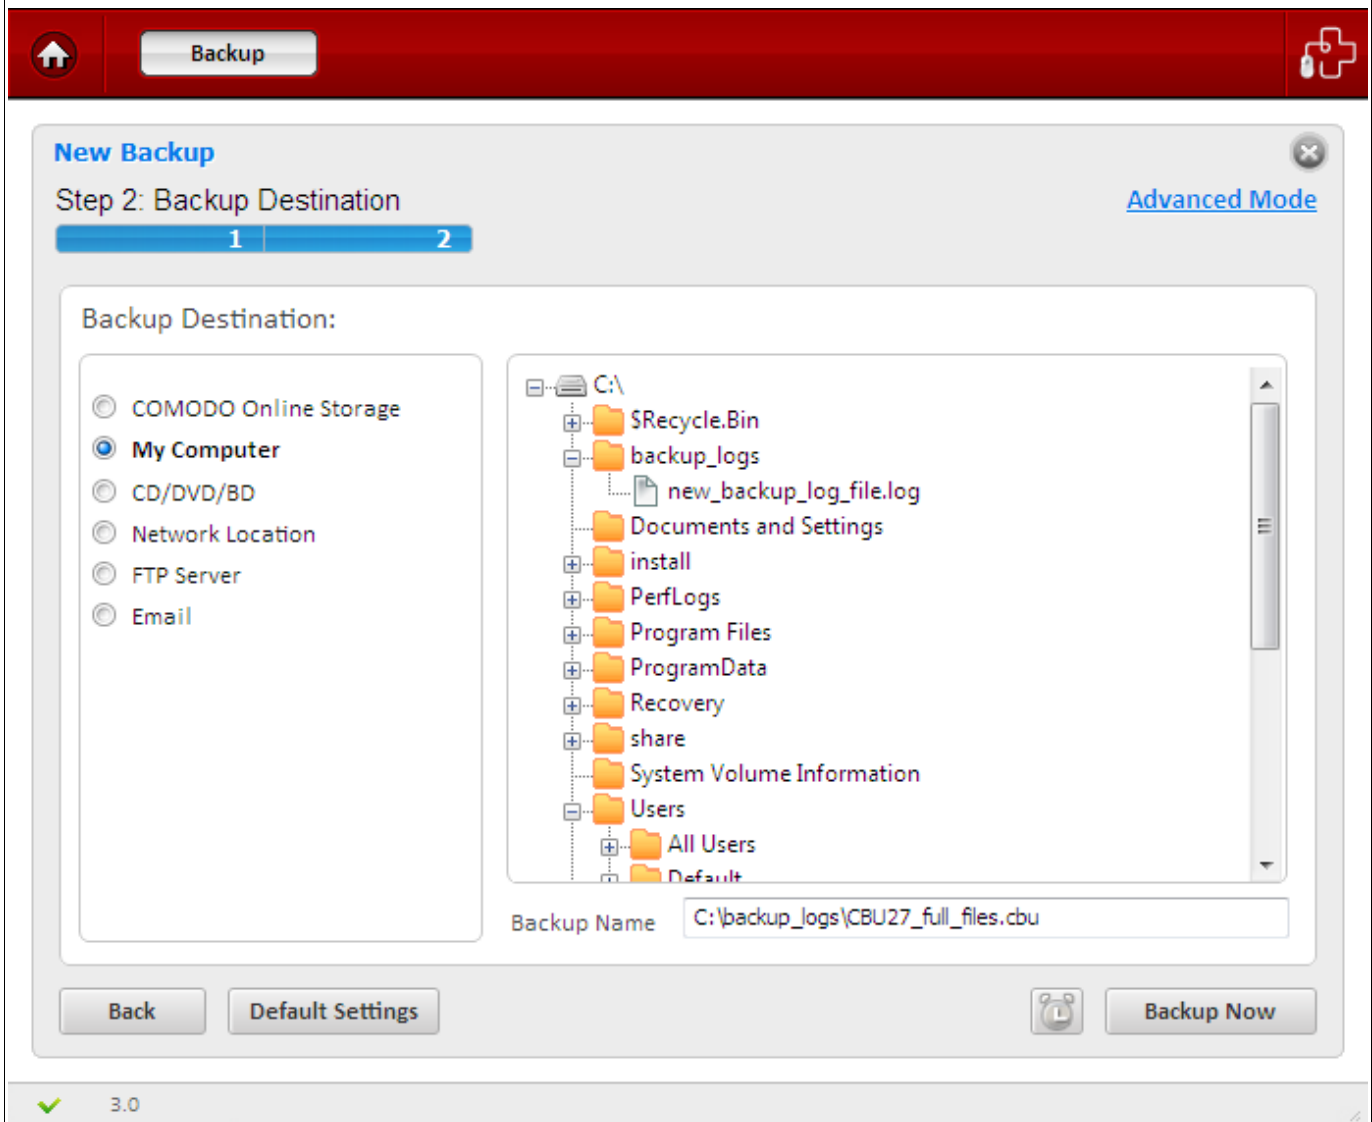 Backup
New Backup
Step 2: Backup Destination
Advanced Mode
1 2
Backup Destination:
COMODO Online Storage
My Computer
CD/DVD/BD
Network Location
FTP Server
Email
C:\
$Recycle.Bin
backup_logs
new_backup_log_file.log
Documents and Settings
install
PerfLogs
Program Files
ProgramData
Recovery
share
System Volume Information
Users
All Users
Default
Backup Name C:\backup_logs\CBU27_full_files.cbu
Back Default Settings Backup Now
3.0